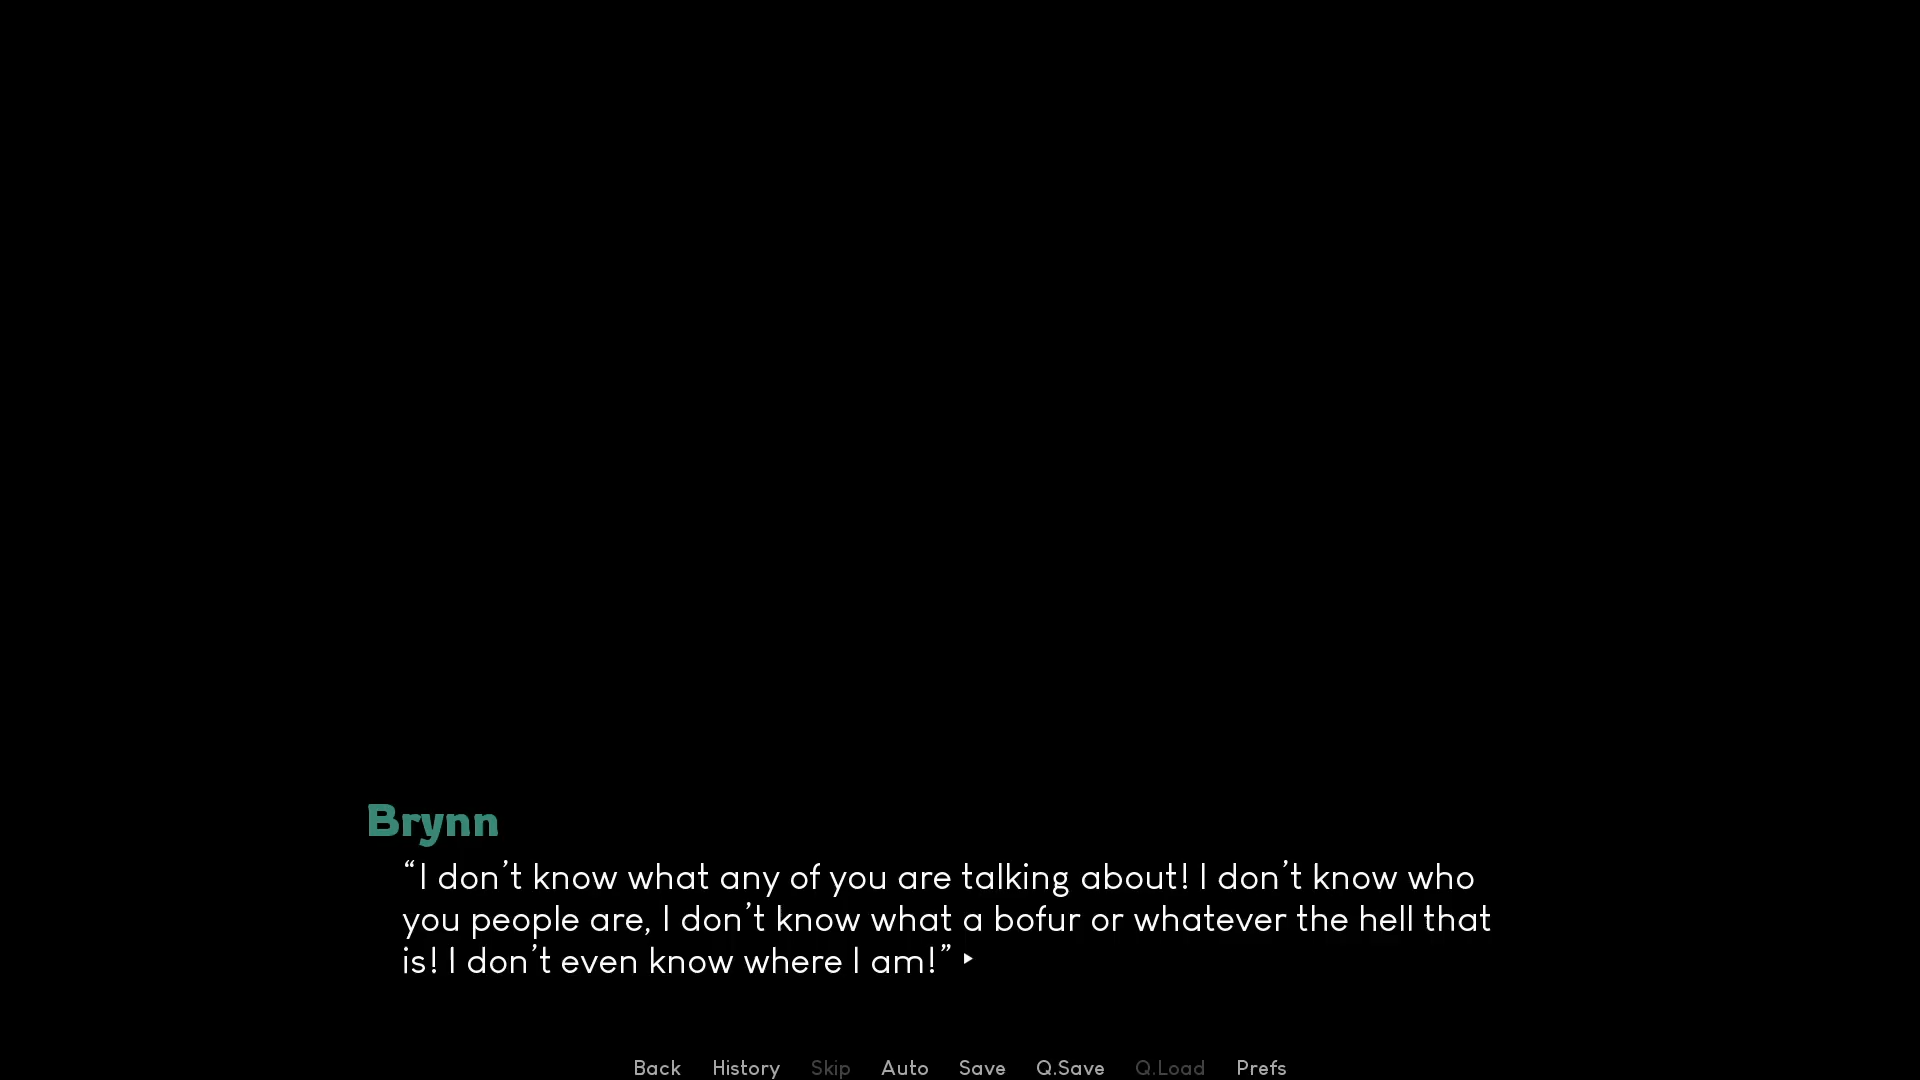 Brynn
“I don’t know what any of you are talking about! I don’t know who
you people are, I don’t know what a bofur or whatever the hell that
is! I don’t even know where I am!”
Back History Skip Auto Save Q.Save Q.Load Prefs